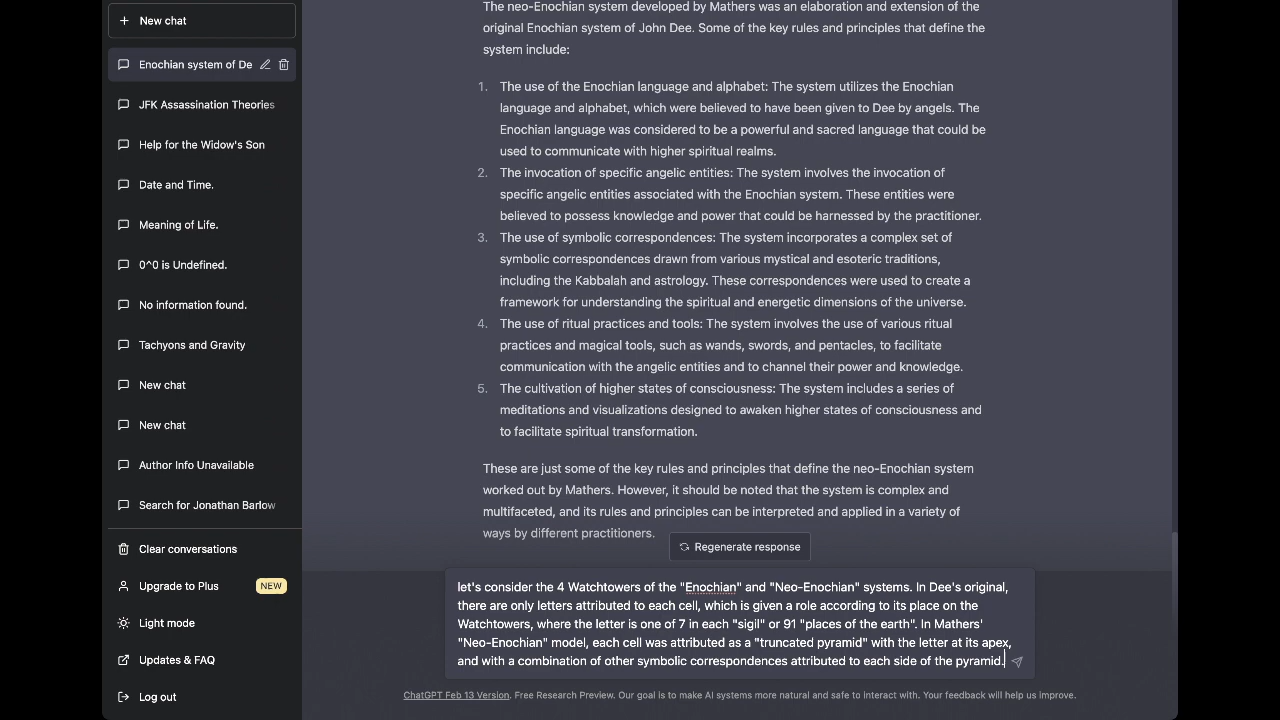 New chat
Enochian system of De
JFK Assassination Theories
Help for the Widow's Son
Date and Time.
Meaning of Life.
0^0 is Undefined.
No information found.
Tachyons and Gravity
New chat
New chat
Author Info Unavailable
Search for Jonathan Barlow
Clear conversations
Upgrade to Plus NEW
Light mode
Updates & FAQ
Log out
The neo-Enochian system developed by Mathers was an elaboration and extension of the
original Enochian system of John Dee. Some of the key rules and principles that define the
system include:
1. The use of the Enochian language and alphabet: The system utilizes the Enochian
language and alphabet, which were believed to have been given to Dee by angels. The
Enochian language was considered to be a powerful and sacred language that could be
used to communicate with higher spiritual realms.
2. The invocation of specific angelic entities: The system involves the invocation of
specific angelic entities associated with the Enochian system. These entities were
believed to possess knowledge and power that could be harnessed by the practitioner.
3. The use of symbolic correspondences: The system incorporates a complex set of
symbolic correspondences drawn from various mystical and esoteric traditions,
including the Kabbalah and astrology. These correspondences were used to create a
framework for understanding the spiritual and energetic dimensions of the universe.
4. The use of ritual practices and tools: The system involves the use of various ritual
practices and magical tools, such as wands, swords, and pentacles, to facilitate
communication with the angelic entities and to channel their power and knowledge.
5. The cultivation of higher states of consciousness: The system includes a series of
meditations and visualizations designed to awaken higher states of consciousness and
to facilitate spiritual transformation.
These are just some of the key rules and principles that define the neo-Enochian system
worked out by Mathers. However, it should be noted that the system is complex and
multifaceted, and its rules and principles can be interpreted and applied in a variety of
ways by different practitioners.
Regenerate response
let's consider the 4 Watchtowers of the "Enochian" and "Neo-Enochian" systems. In Dee's original,
there are only letters attributed to each cell, which is given a role according to its place on the
Watchtowers, where the letter is one of 7 in each "sigil" or 91 "places of the earth". In Mathers'
"Neo-Enochian" model, each cell was attributed as a "truncated pyramid" with the letter at its apex,
and with a combination of other symbolic correspondences attributed to each side of the pyramid.
ChatGPT Feb 13 Version. Free Research Preview. Our goal is to make AI systems more natural and safe to interact with. Your feedback will help us improve.